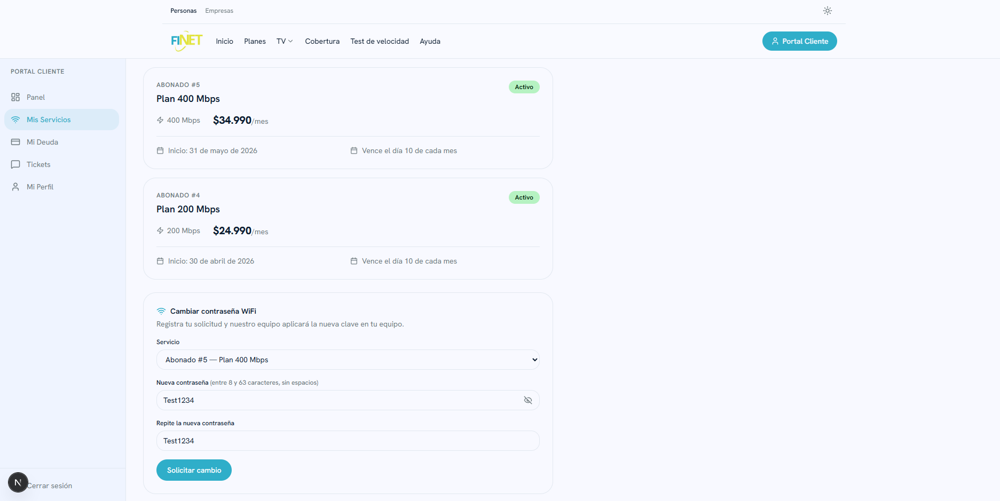 Personas Empresas
FINET Inicio Planes TV Cobertura Test de velocidad Ayuda Portal Cliente
PORTAL CLIENTE
Panel
Mis Servicios
Mi Deuda
Tickets
Mi Perfil
N Cerrar sesión
ABONADO #5 Activo
Plan 400 Mbps
400 Mbps $34.990/mes
Inicio: 31 de mayo de 2026 Vence el día 10 de cada mes
ABONADO #4 Activo
Plan 200 Mbps
200 Mbps $24.990/mes
Inicio: 30 de abril de 2026 Vence el día 10 de cada mes
Cambiar contraseña WiFi
Registra tu solicitud y nuestro equipo aplicará la nueva clave en tu equipo.
Servicio
Abonado #5 — Plan 400 Mbps
Nueva contraseña (entre 8 y 63 caracteres, sin espacios)
Test1234
Repite la nueva contraseña
Test1234
Solicitar cambio